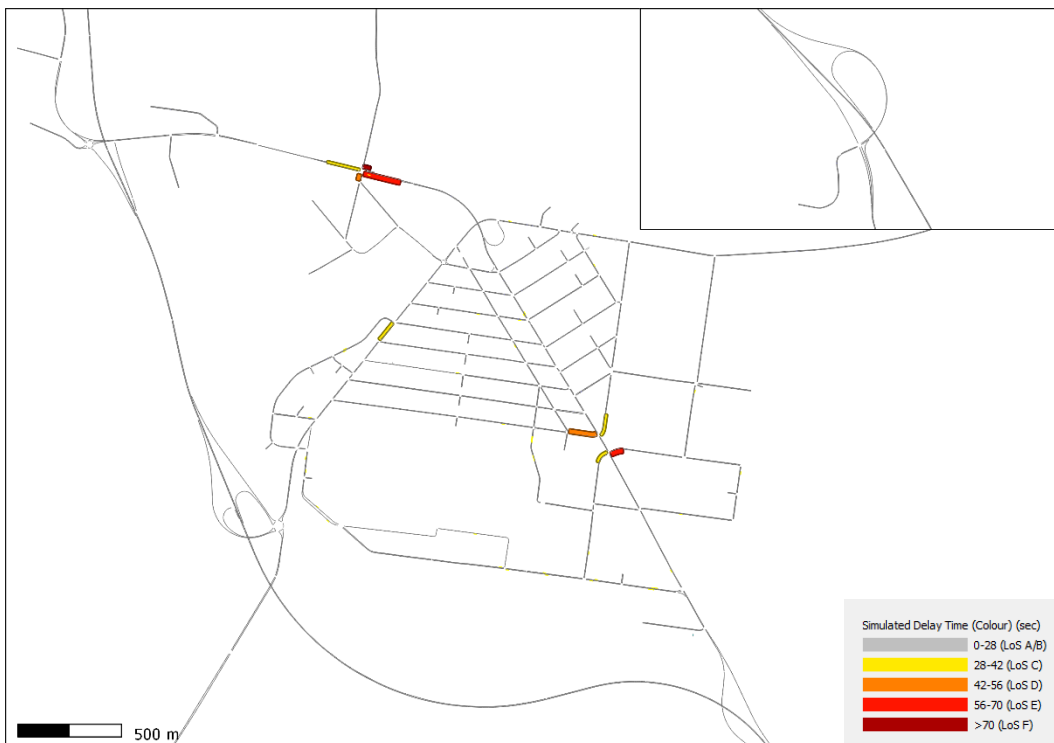 Simulated Delay Time (Colour) (sec)
0-28 (LoS A/B)
28-42 (LoS C)
42-56 (LoS D)
56-70 (LoS E)
>70 (LoS F)
500 m